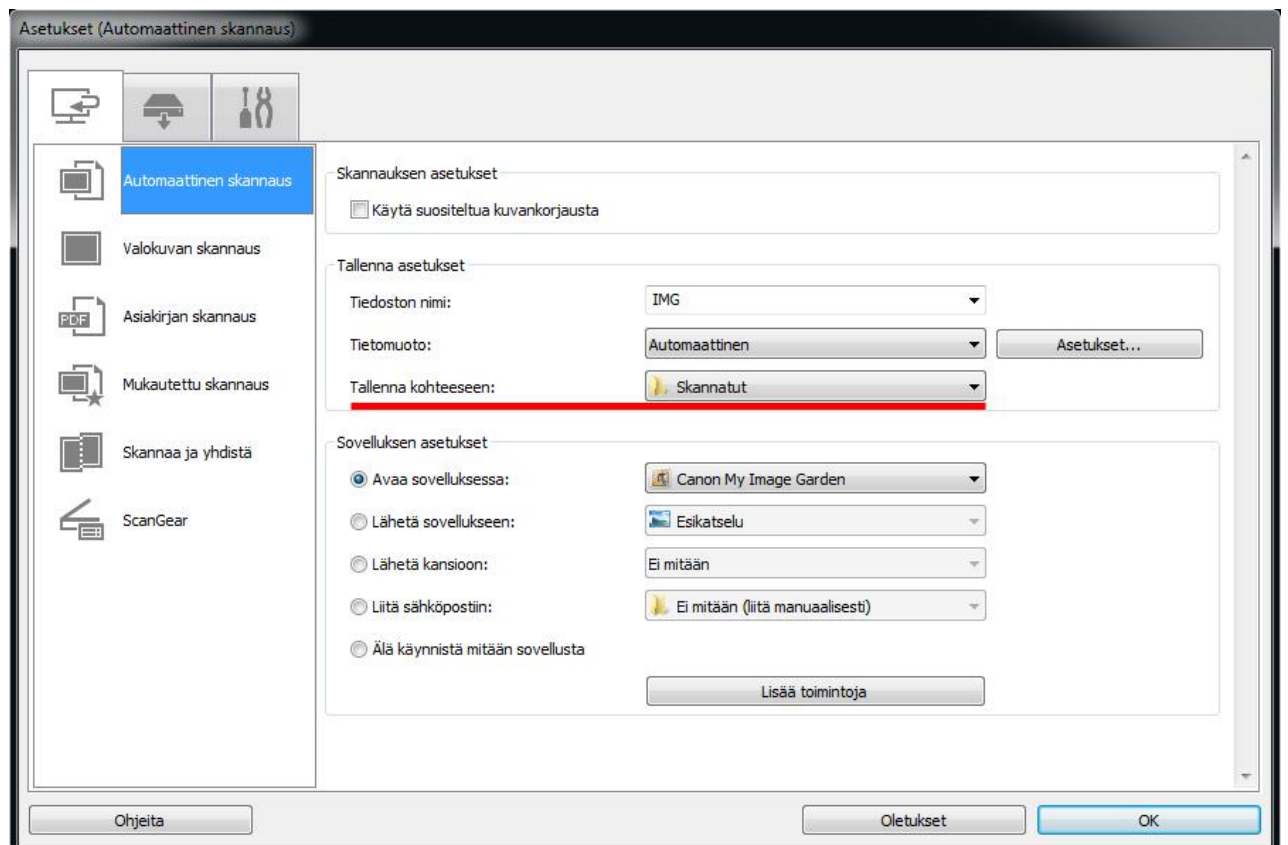 Asetukset (Automaattinen skannaus)
Automaattinen skannaus
Valokuvan skannaus
PDF
Asiakirjan skannaus
Mukautettu skannaus
Skannaa ja yhdistä
ScanGear
Skannauksen asetukset
Käytä suositeltua kuvankorjausta
Tallenna asetukset
Tiedoston nimi: IMG
Tietomuoto: Automaattinen Asetukset...
Tallenna kohteeseen: Skannatut
Sovelluksen asetukset
Avaa sovelluksessa: Canon My Image Garden
Lähetä sovellukseen: Esikatselu
Lähetä kansioon: Ei mitään
Liitä sähköpostiin: Ei mitään (liitä manuaalisesti)
Älä käynnistä mitään sovellusta
Lisää toimintoja
Ohjeita Oletukset OK